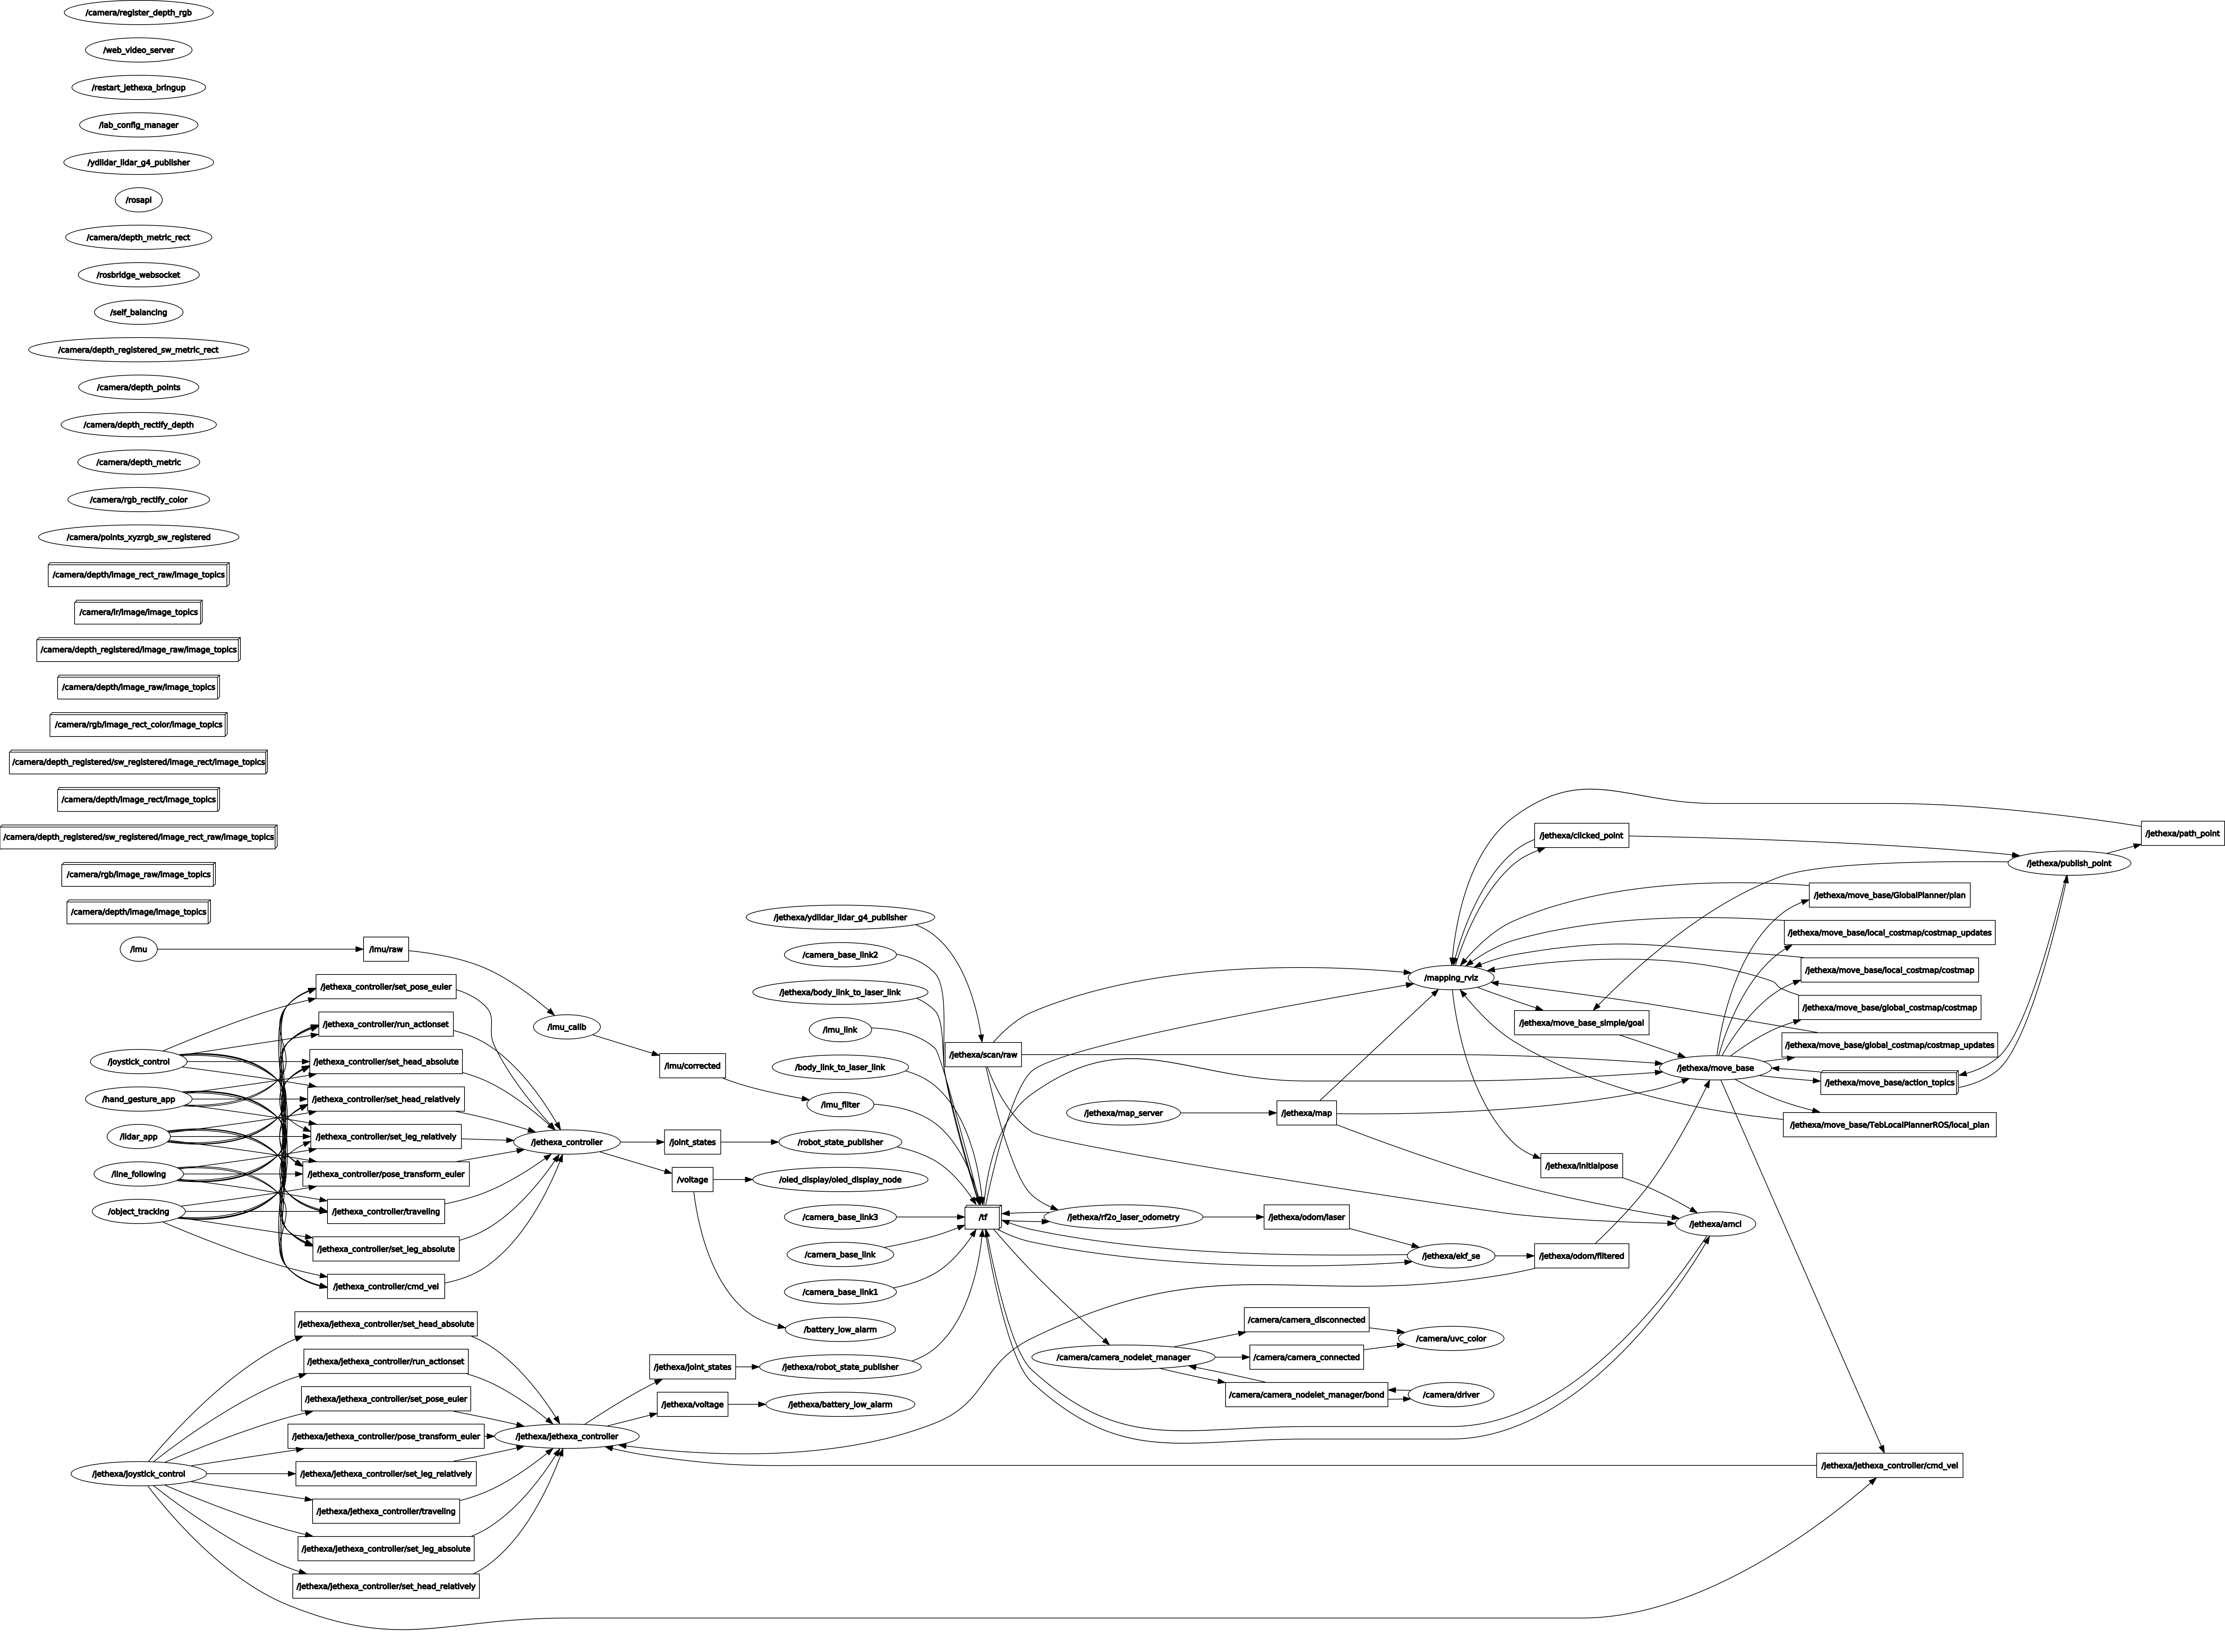 /camera/register_depth_rgb
/web_video_server
/restart_jethexa_bringup
/lab_config_manager
/ydlidar_lidar_g4_publisher
/rosapi
/camera/depth_metric_rect
/rosbridge_websocket
/self_balancing
/camera/depth_registered_sw_metric_rect
/camera/depth_points
/camera/depth_rectify_depth
/camera/depth_metric
/camera/rgb_rectify_color
/camera/points_xyzrgb_sw_registered
/camera/depth/image_rect_raw/image_topics
/camera/ir/image/image_topics
/camera/depth_registered/image_raw/image_topics
/camera/depth/image_raw/image_topics
/camera/rgb/image_rect_color/image_topics
/camera/depth_registered/sw_registered/image_rect/image_topics
/camera/depth/image_rect/image_topics
/camera/depth_registered/sw_registered/image_rect_raw/image_topics
/camera/rgb/image_raw/image_topics
/camera/depth/image/image_topics
/imu
/joystick_control
/hand_gesture_app
/lidar_app
/line_following
/object_tracking
/jethexa/joystick_control
/imu/raw
/jethexa_controller/set_pose_euler
/jethexa_controller/run_actionset
/jethexa_controller/set_head_absolute
/jethexa_controller/set_head_relatively
/jethexa_controller/set_leg_relatively
/jethexa_controller/pose_transform_euler
/jethexa_controller/traveling
/jethexa_controller/set_leg_absolute
/jethexa_controller/cmd_vel
/jethexa/jethexa_controller/set_head_absolute
/jethexa/jethexa_controller/run_actionset
/jethexa/jethexa_controller/set_pose_euler
/jethexa/jethexa_controller/pose_transform_euler
/jethexa/jethexa_controller/set_leg_relatively
/jethexa/jethexa_controller/traveling
/jethexa/jethexa_controller/set_leg_absolute
/jethexa/jethexa_controller/set_head_relatively
/imu_calib
/jethexa_controller
/jethexa/jethexa_controller
/imu/corrected
/joint_states
/voltage
/jethexa/joint_states
/jethexa/voltage
/jethexa/ydlidar_lidar_g4_publisher
/camera_base_link2
/jethexa/body_link_to_laser_link
/imu_link
/body_link_to_laser_link
/imu_filter
/robot_state_publisher
/oled_display/oled_display_node
/camera_base_link3
/camera_base_link
/camera_base_link1
/battery_low_alarm
/jethexa/robot_state_publisher
/jethexa/battery_low_alarm
/jethexa/scan/raw
/tf
/jethexa/map_server
/jethexa/rf2o_laser_odometry
/camera/camera_nodelet_manager
/jethexa/map
/jethexa/odom/laser
/camera/camera_disconnected
/camera/camera_connected
/camera/camera_nodelet_manager/bond
/mapping_rviz
/jethexa/ekf_se
/camera/uvc_color
/camera/driver
/jethexa/clicked_point
/jethexa/move_base_simple/goal
/jethexa/initialpose
/jethexa/odom/filtered
/jethexa/move_base
/jethexa/amcl
/jethexa/move_base/GlobalPlanner/plan
/jethexa/move_base/local_costmap/costmap_updates
/jethexa/move_base/local_costmap/costmap
/jethexa/move_base/global_costmap/costmap
/jethexa/move_base/global_costmap/costmap_updates
/jethexa/move_base/action_topics
/jethexa/move_base/TebLocalPlannerROS/local_plan
/jethexa/jethexa_controller/cmd_vel
/jethexa/publish_point
/jethexa/path_point